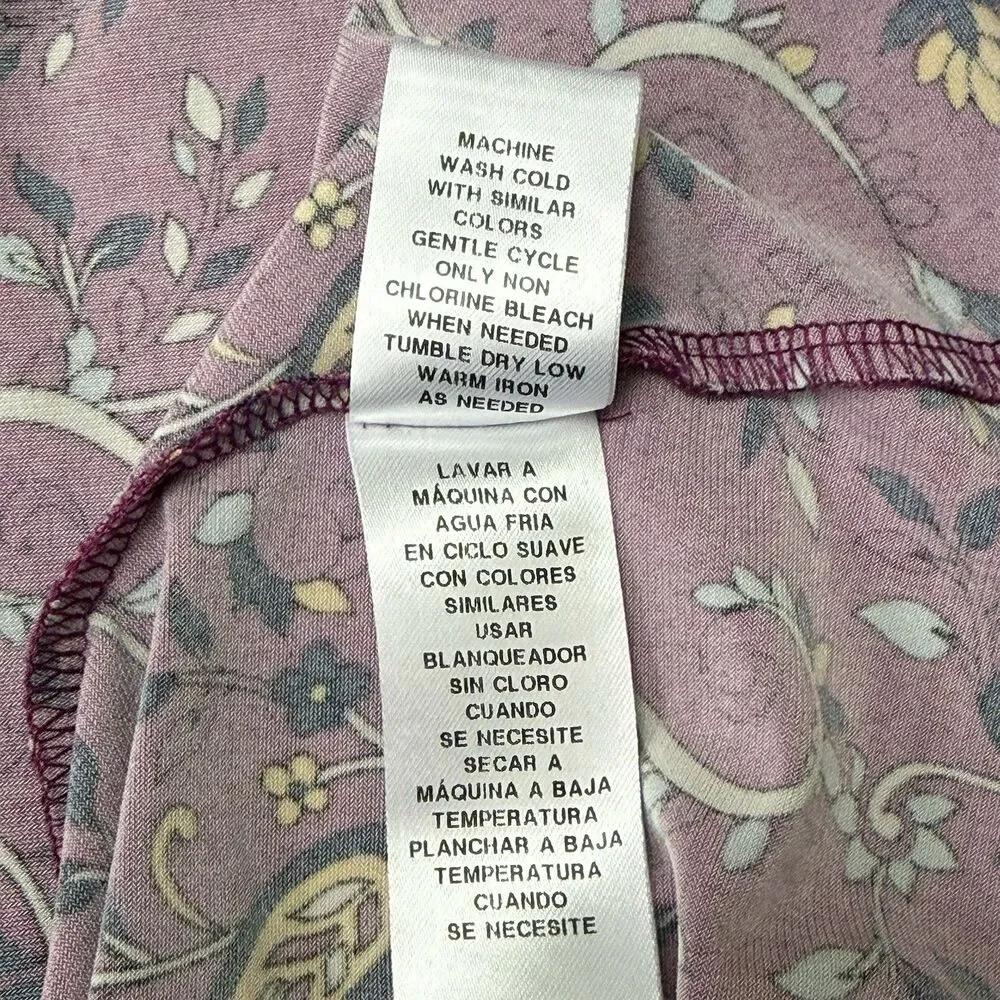 MACHINE
WASH COLD
WITH SIMILAR
COLORS
GENTLE CYCLE
ONLY NON
CHLORINE BLEACH
WHEN NEEDED
TUMBLE DRY LOW
WARM IRON
AS NEEDED
LAVAR A
MÁQUINA CON
AGUA FRIA
EN CICLO SUAVE
CON COLORES
SIMILARES
USAR
BLANQUEADOR
SIN CLORO
CUANDO
SE NECESITE
SECAR A
MÁQUINA A BAJA
TEMPERATURA
PLANCHAR A BAJA
TEMPERATURA
CUANDO
SE NECESITE